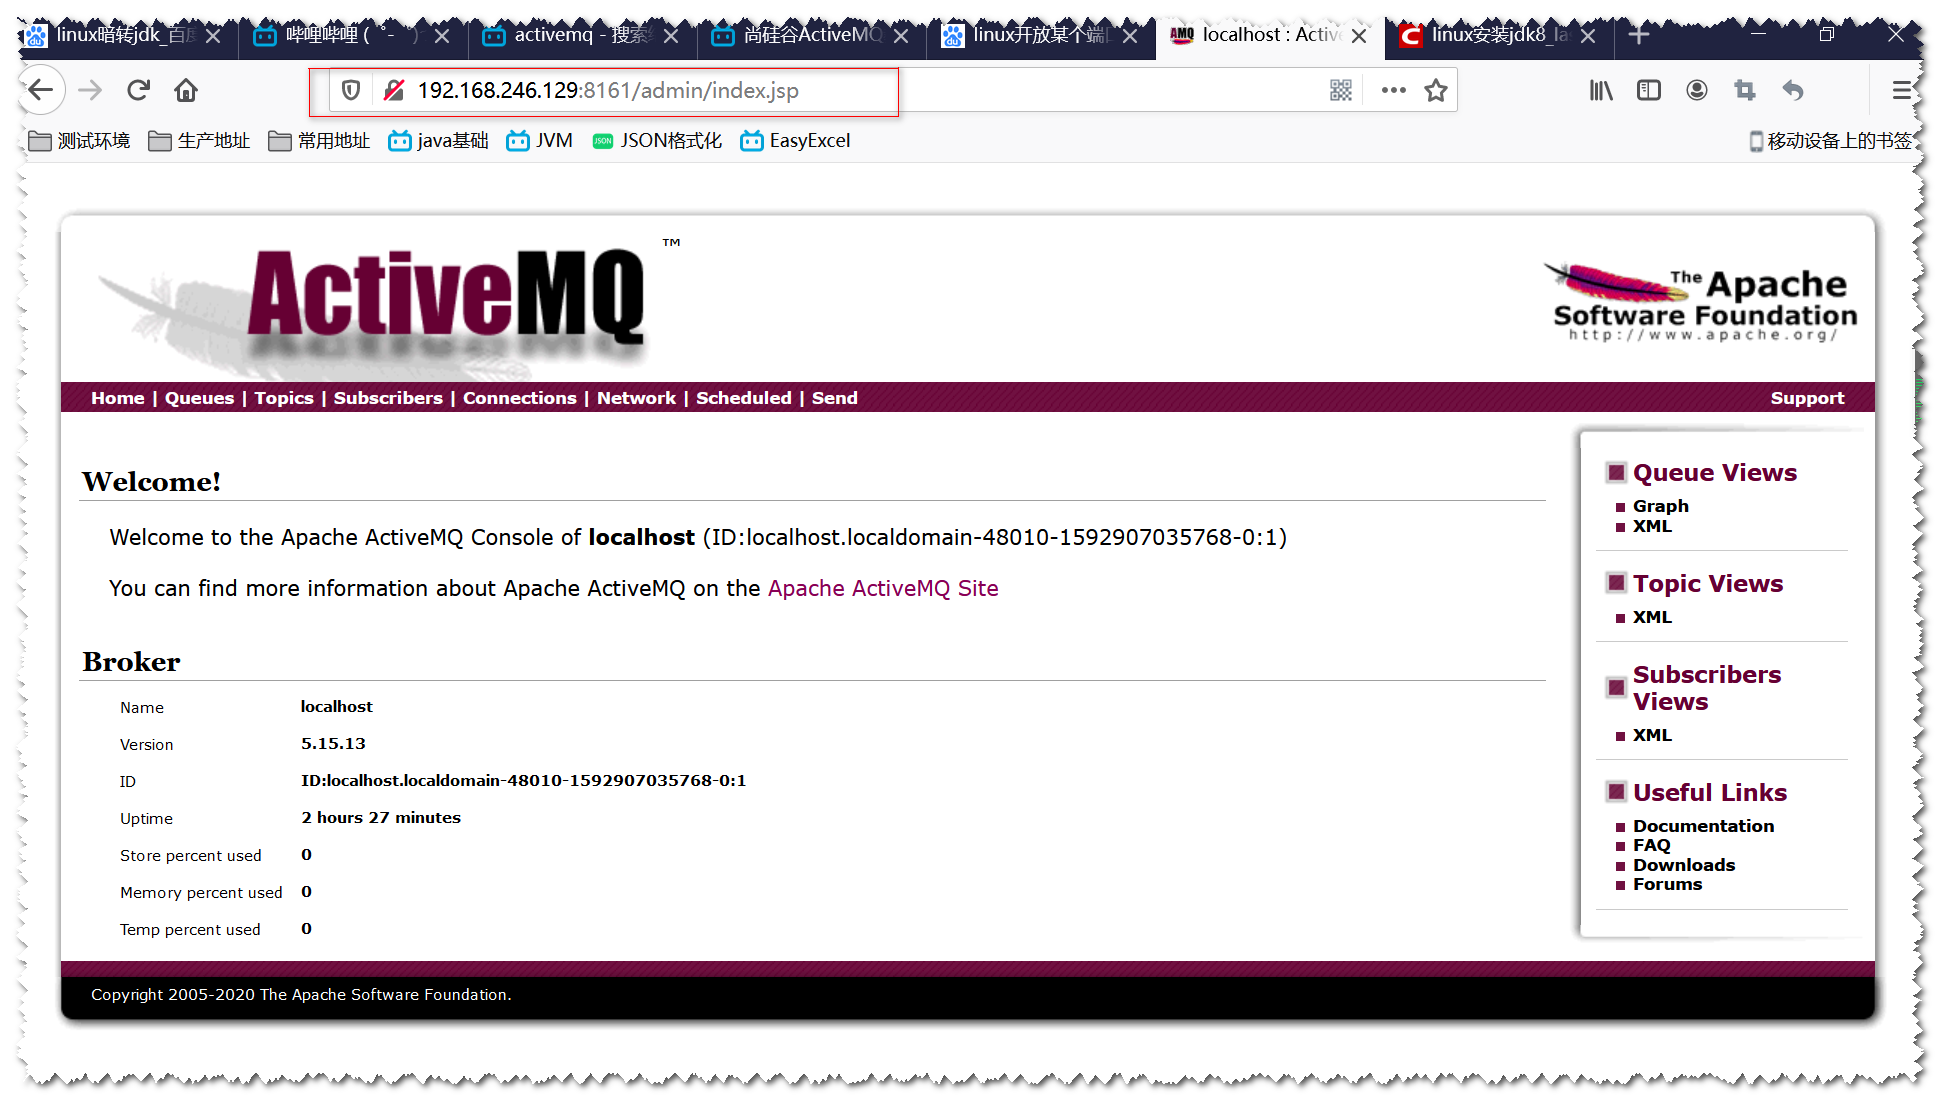 linux暗转jdk_百度
哔哩哔哩 ( ゜- ゜)
activemq - 搜索结
尚硅谷ActiveMQ
linux开放某个端口
localhost : Active
linux安装jdk8_la
192.168.246.129:8161/admin/index.jsp
测试环境
生产地址
常用地址
java基础
JVM
JSON格式化
EasyExcel
移动设备上的书签
ActiveMQ ™
The Apache
Software Foundation
http://www.apache.org/
Home | Queues | Topics | Subscribers | Connections | Network | Scheduled | Send
Support
Welcome!
Welcome to the Apache ActiveMQ Console of localhost (ID:localhost.localdomain-48010-1592907035768-0:1)
You can find more information about Apache ActiveMQ on the Apache ActiveMQ Site
Broker
Name localhost
Version 5.15.13
ID ID:localhost.localdomain-48010-1592907035768-0:1
Uptime 2 hours 27 minutes
Store percent used 0
Memory percent used 0
Temp percent used 0
Queue Views
Graph
XML
Topic Views
XML
Subscribers
Views
XML
Useful Links
Documentation
FAQ
Downloads
Forums
Copyright 2005-2020 The Apache Software Foundation.